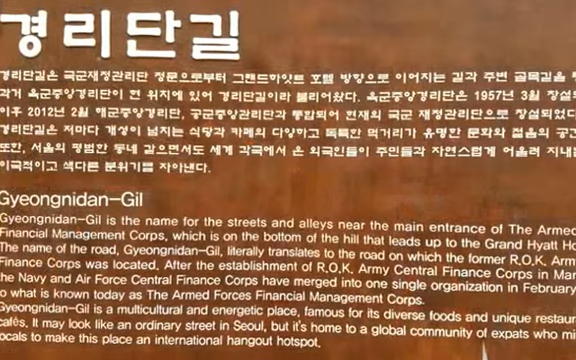 경리단길
경리단길은 국군재정관리단 정문으로부터 그랜드하얏트 호텔 방향으로 이어지는 길과 주변 골목길을
과거 육군중앙경리단이 현 위치에 있어 경리단길이라 불리어왔다. 육군중앙경리단은 1957년 3월 창설
이후 2012년 2월 해군중앙경리단, 공군중앙관리단과 통합되어 현재의 국군 재정관리단으로 창설되었다
경리단길은 저마다 개성이 넘치는 식당과 카페의 다양하고 독특한 먹거리가 유명한 문화와 젊음의 공간
또한, 서울의 평범한 동네 같으면서도 세계 각국에서 온 외국인들이 주민들과 자연스럽게 어울려 지내
이국적이고 색다른 분위기를 자아낸다.
Gyeongnidan-Gil
Gyeongnidan-Gil is the name for the streets and alleys near the main entrance of The Armed
Financial Management Corps, which is on the bottom of the hill that leads up to the Grand Hyatt Ho
The name of the road, Gyeongnidan-Gil, literally translates to the road on which the former R.O.K. Arm
Finance Corps was located. After the establishment of R.O.K. Army Central Finance Corps in Mar
the Navy and Air Force Central Finance Corps have merged into one single organization in February
o what is known today as The Armed Forces Financial Management Corps.
Gyeongnidan-Gil is a multicultural and energetic place, famous for its diverse foods and unique restaur
cafés. It may look like an ordinary street in Seoul, but it's home to a global community of expats who mi
ocals to make this place an international hangout hotspot.